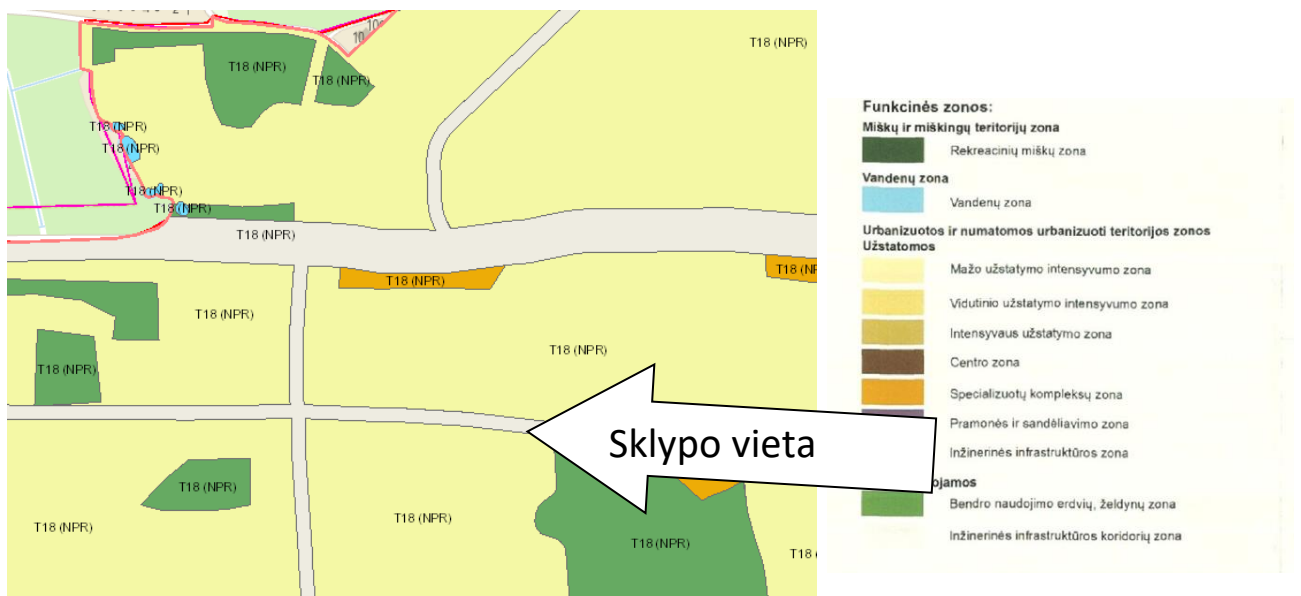 T18 (NPR)
T18 (NPR)
T18 (NPR)
T18 (NPR)
T18 (NPR)
T18 (NPR)
T18 (NPR)
T18 (NPR)
T18 (NPR)
T18 (NPR)
T18 (NPR)
T18 (NPR)
T18 (NPR)
Sklypo vieta
T18 (NPR)
T18 (NPR)
T18 (NPR)
T18 (NPR)
Funkcinės zonos:
Miškų ir miškingų teritorijų zona
Rekreacinių miškų zona
Vandenų zona
Vandenų zona
Urbanizuotos ir numatomos urbanizuoti teritorijos zonos
Užstatomos
Mažo užstatymo intensyvumo zona
Vidutinio užstatymo intensyvumo zona
Intensyvaus užstatymo zona
Centro zona
Specializuotų kompleksų zona
Pramonės ir sandėliavimo zona
Inžinerinės infrastruktūros zona
Bendro naudojimo erdvių, želdynų zona
Inžinerinės infrastruktūros koridorių zona